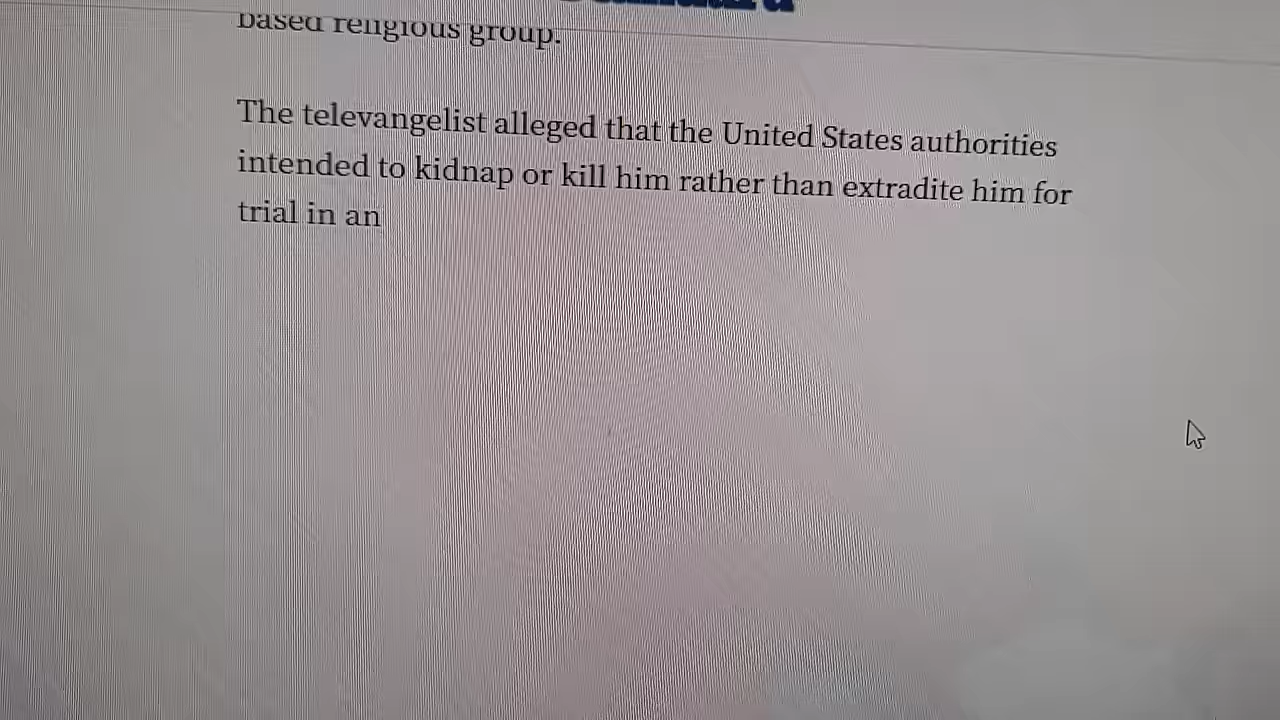 based religious group.
The televangelist alleged that the United States authorities
intended to kidnap or kill him rather than extradite him for
trial in an